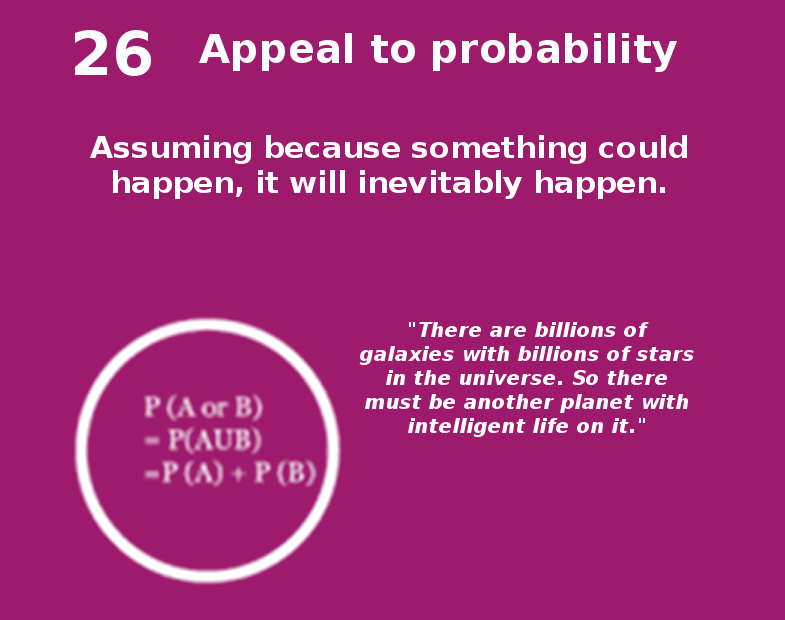 26 Appeal to probability
Assuming because something could
happen, it will inevitably happen.
"There are billions of
galaxies with billions of stars
in the universe. So there
must be another planet with
intelligent life on it."
P (A or B)
= P(AUB)
=P (A) + P (B)